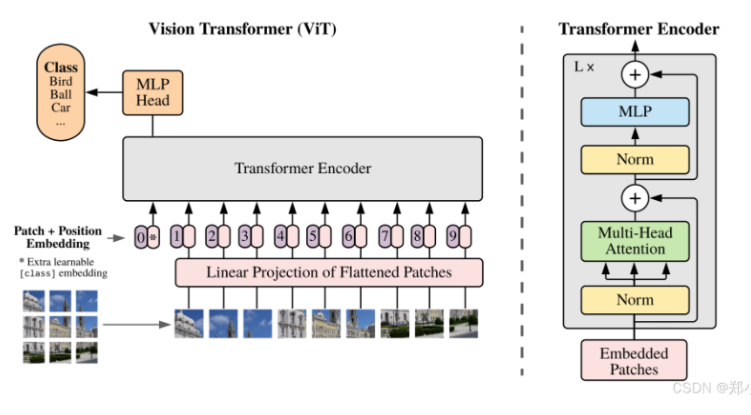 Vision Transformer (ViT)
Class
Bird
Ball
Car
...
MLP
Head
Transformer Encoder
Patch + Position
Embedding
0 * 1 2 3 4 5 6 7 8 9
* Extra learnable
[class] embedding
Linear Projection of Flattened Patches
Transformer Encoder
L ×
+
MLP
Norm
+
Multi-Head
Attention
Norm
Embedded
Patches
CSDN @郑